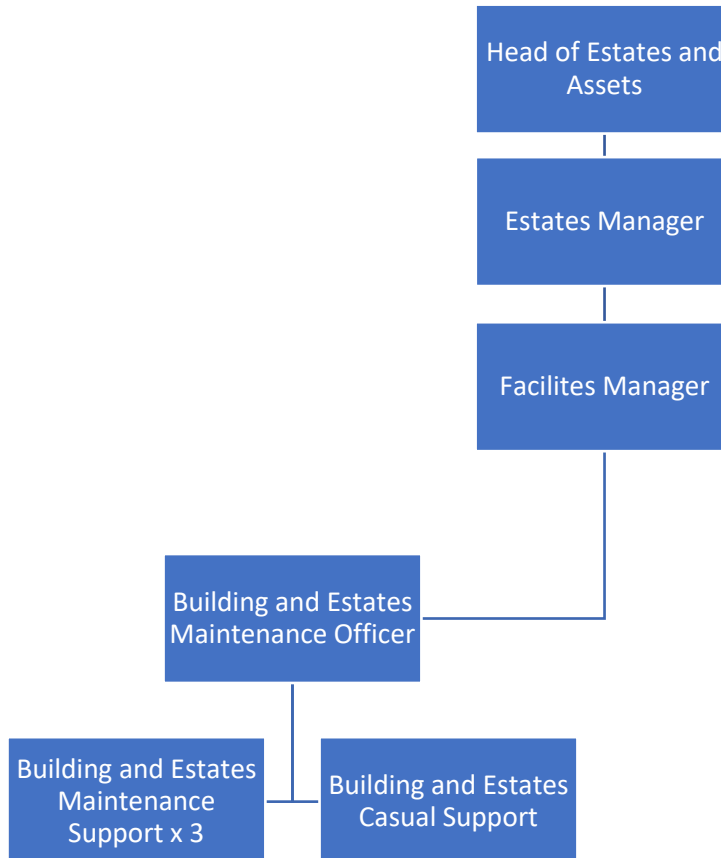 Head of Estates and
Assets
Estates Manager
Facilites Manager
Building and Estates
Maintenance Officer
Building and Estates
Maintenance
Support x 3
Building and Estates
Casual Support